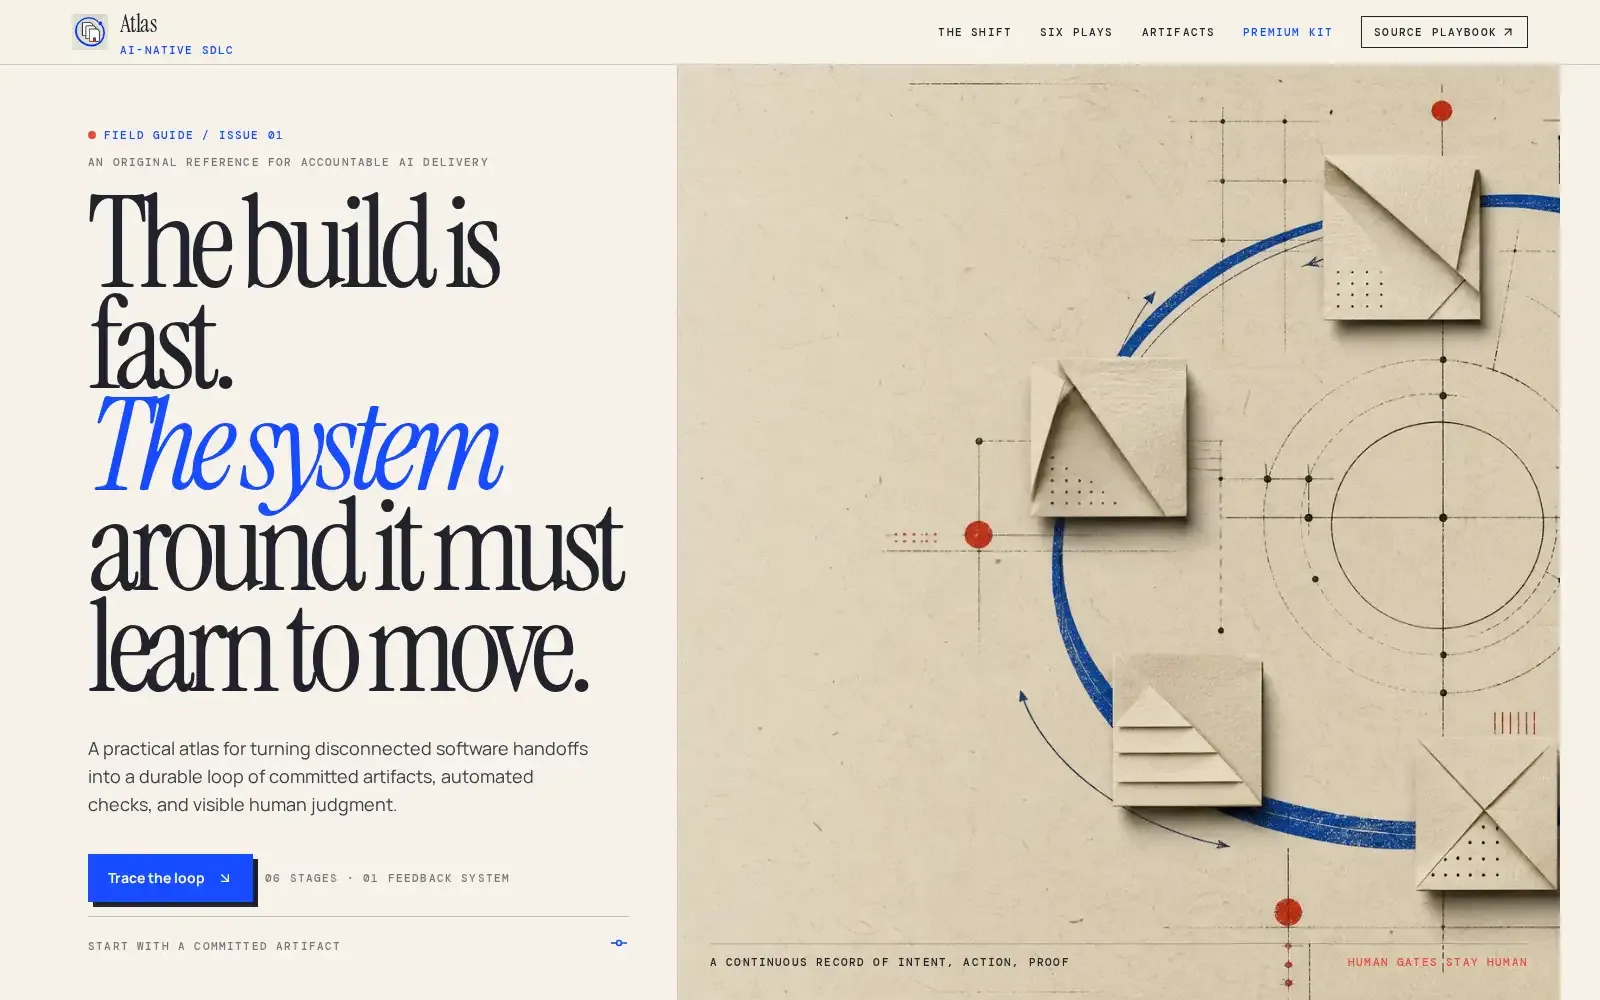 Atlas
AI-NATIVE SDLC
THE SHIFT
SIX PLAYS
ARTIFACTS
PREMIUM KIT
SOURCE PLAYBOOK
FIELD GUIDE / ISSUE 01
AN ORIGINAL REFERENCE FOR ACCOUNTABLE AI DELIVERY
The build is
fast.
The system
around it must
learn to move.
A practical atlas for turning disconnected software handoffs
into a durable loop of committed artifacts, automated
checks, and visible human judgment.
Trace the loop
06 STAGES · 01 FEEDBACK SYSTEM
START WITH A COMMITTED ARTIFACT
A CONTINUOUS RECORD OF INTENT, ACTION, PROOF
HUMAN GATES STAY HUMAN